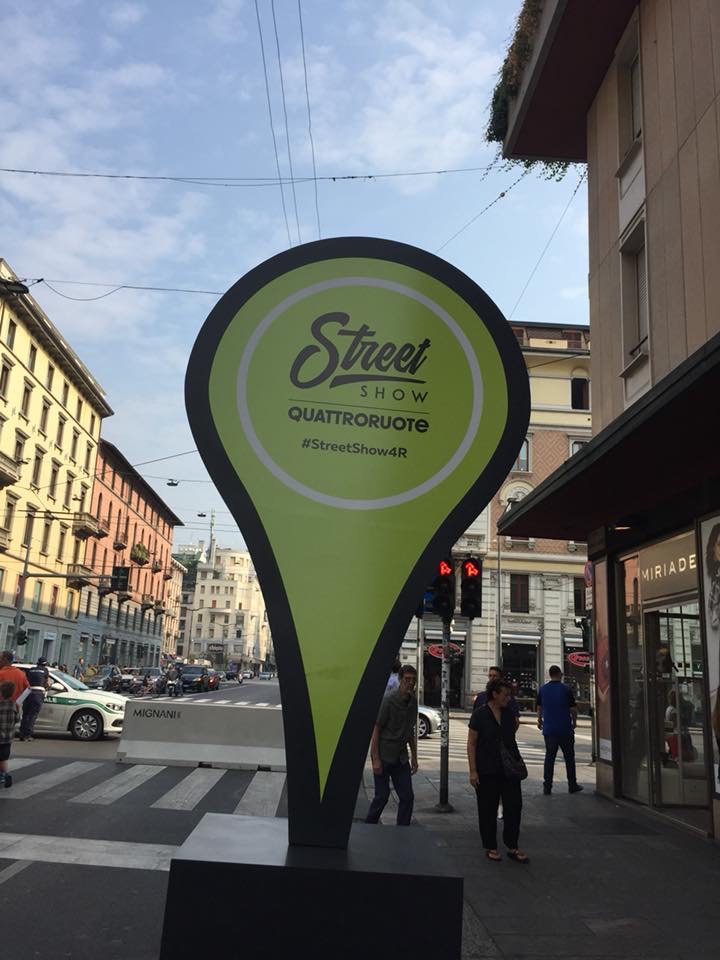 Street
SHOW
QUATTRORUOTE
#StreetShow4R
MIRIADE
MIGNANI